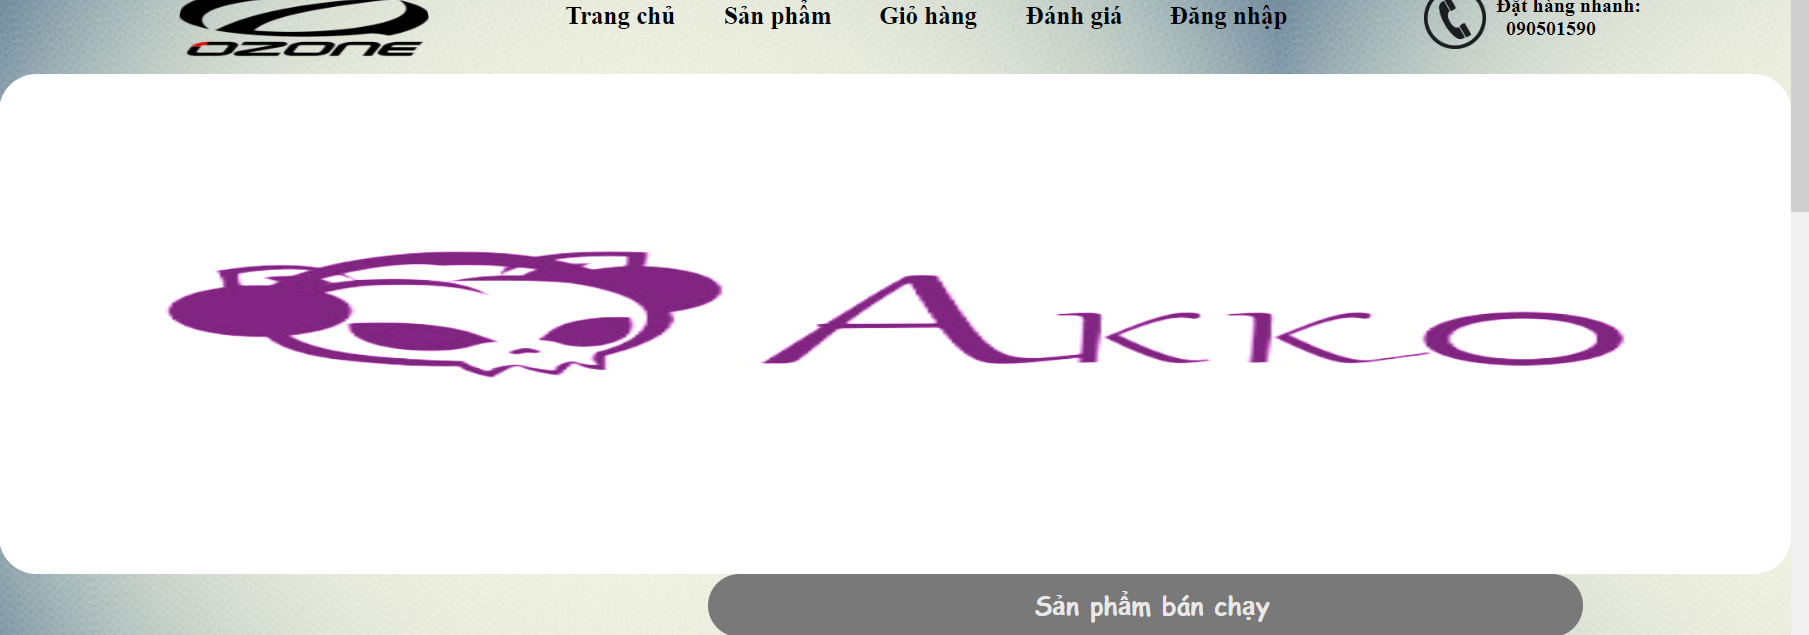 OZONE
Trang chủ
Sản phẩm
Giỏ hàng
Đánh giá
Đăng nhập
Đặt hàng nhanh:
090501590
AKKO
Sản phẩm bán chạy